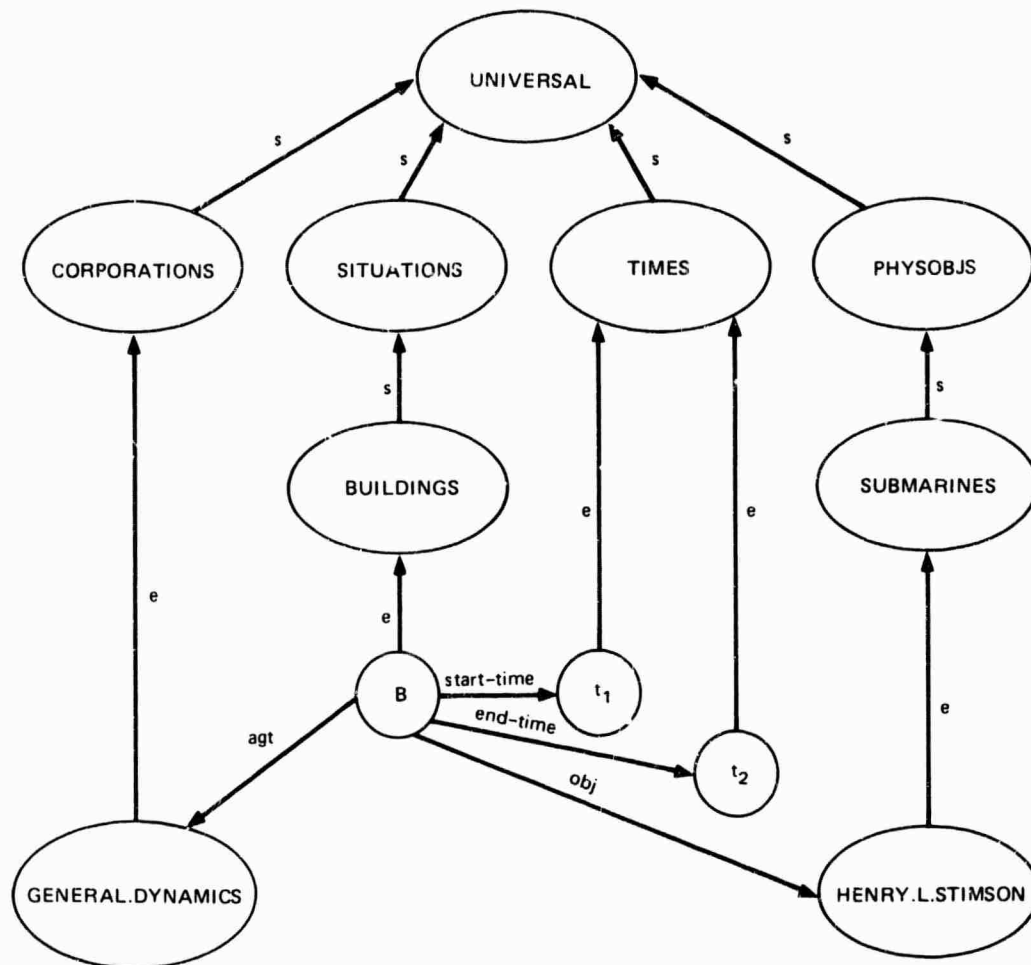 UNIVERSAL
s
s
s
s
CORPORATIONS
SITUATIONS
TIMES
PHYSOBJS
s
s
BUILDINGS
SUBMARINES
e
e
e
e
e
B
start-time
t1
end-time
agt
obj
t2
GENERAL.DYNAMICS
HENRY.L.STIMSON